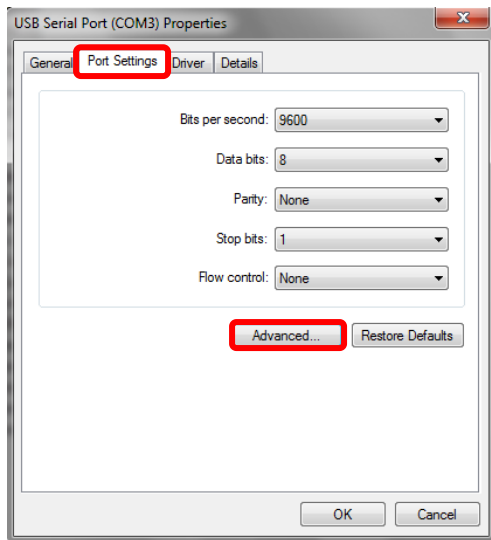 USB Serial Port (COM3) Properties
X
General Port Settings Driver Details
Bits per second: 9600
Data bits: 8
Parity: None
Stop bits: 1
Flow control: None
Advanced... Restore Defaults
OK Cancel